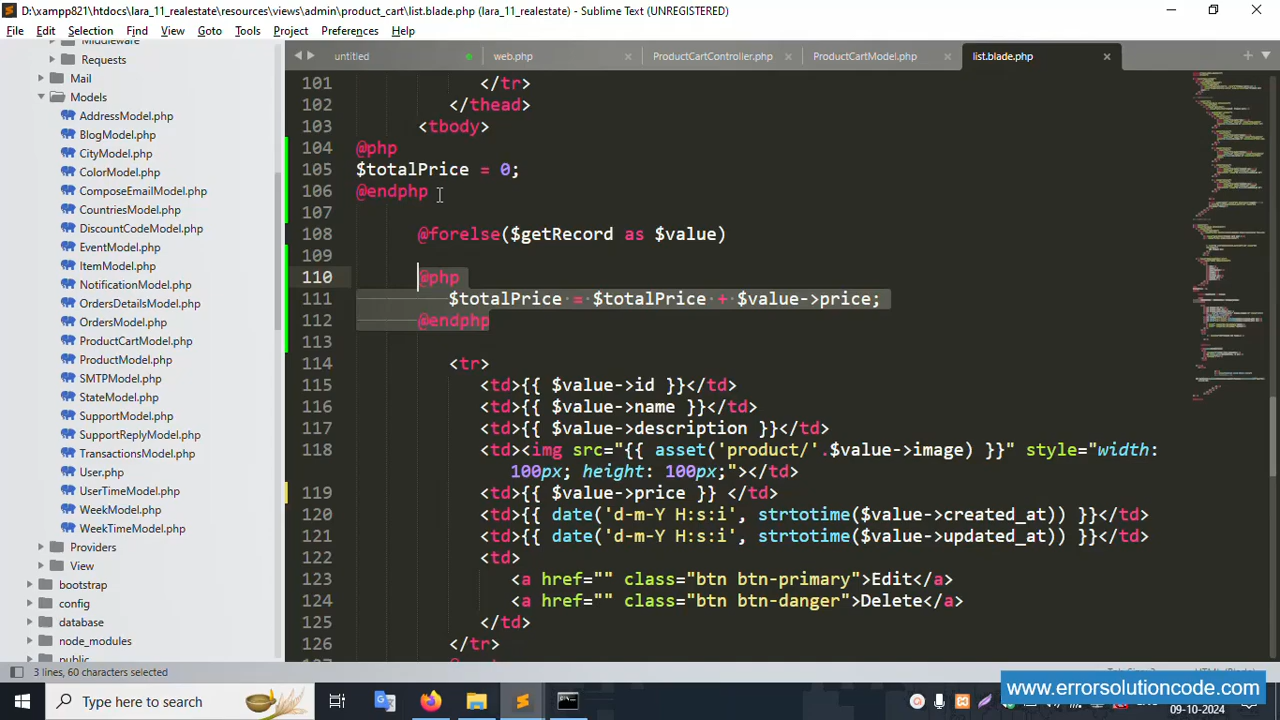 D:\xampp821\htdocs\lara_11_realestate\resources\views\admin\product_cart\list.blade.php (lara_11_realestate) - Sublime Text (UNREGISTERED)
File Edit Selection Find View Goto Tools Project Preferences Help
untitled web.php ProductCartController.php ProductCartModel.php list.blade.php
Middleware
Requests
Mail
Models
AddressModel.php
BlogModel.php
CityModel.php
ColorModel.php
ComposeEmailModel.php
CountriesModel.php
DiscountCodeModel.php
EventModel.php
ItemModel.php
NotificationModel.php
OrdersDetailsModel.php
OrdersModel.php
ProductCartModel.php
ProductModel.php
SMTPModel.php
StateModel.php
SupportModel.php
SupportReplyModel.php
TransactionsModel.php
User.php
UserTimeModel.php
WeekModel.php
WeekTimeModel.php
Providers
View
bootstrap
config
database
node_modules
public
101 </tr>
102 </thead>
103 <tbody>
104 @php
105 $totalPrice = 0;
106 @endphp
107
108 @forelse($getRecord as $value)
109
110 @php
111 $totalPrice = $totalPrice + $value->price;
112 @endphp
113
114 <tr>
115 <td>{{ $value->id }}</td>
116 <td>{{ $value->name }}</td>
117 <td>{{ $value->description }}</td>
118 <td><img src="{{ asset('product/'.$value->image) }}" style="width:
100px; height: 100px;"></td>
119 <td>{{ $value->price }} </td>
120 <td>{{ date('d-m-Y H:s:i', strtotime($value->created_at)) }}</td>
121 <td>{{ date('d-m-Y H:s:i', strtotime($value->updated_at)) }}</td>
122 <td>
123 <a href="" class="btn btn-primary">Edit</a>
124 <a href="" class="btn btn-danger">Delete</a>
125 </td>
126 </tr>
3 lines, 60 characters selected
www.errorsolutioncode.com
Type here to search
09-10-2024